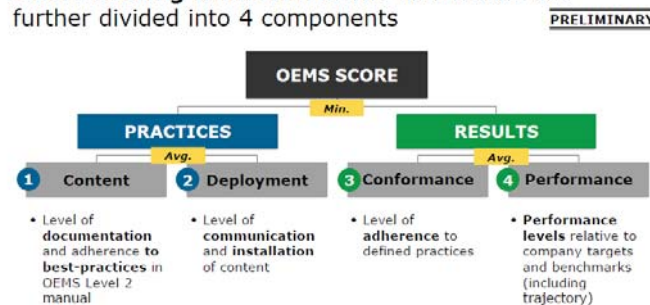 further divided into 4 components
PRELIMINARY
OEMS SCORE
Min.
PRACTICES
RESULTS
Avg.
Avg.
1 Content
2 Deployment
3 Conformance
4 Performance
• Level of
documentation
and adherence to
best-practices in
OEMS Level 2
manual
• Level of
communication
and installation
of content
• Level of
adherence to
defined practices
• Performance
levels relative to
company targets
and benchmarks
(including
trajectory)